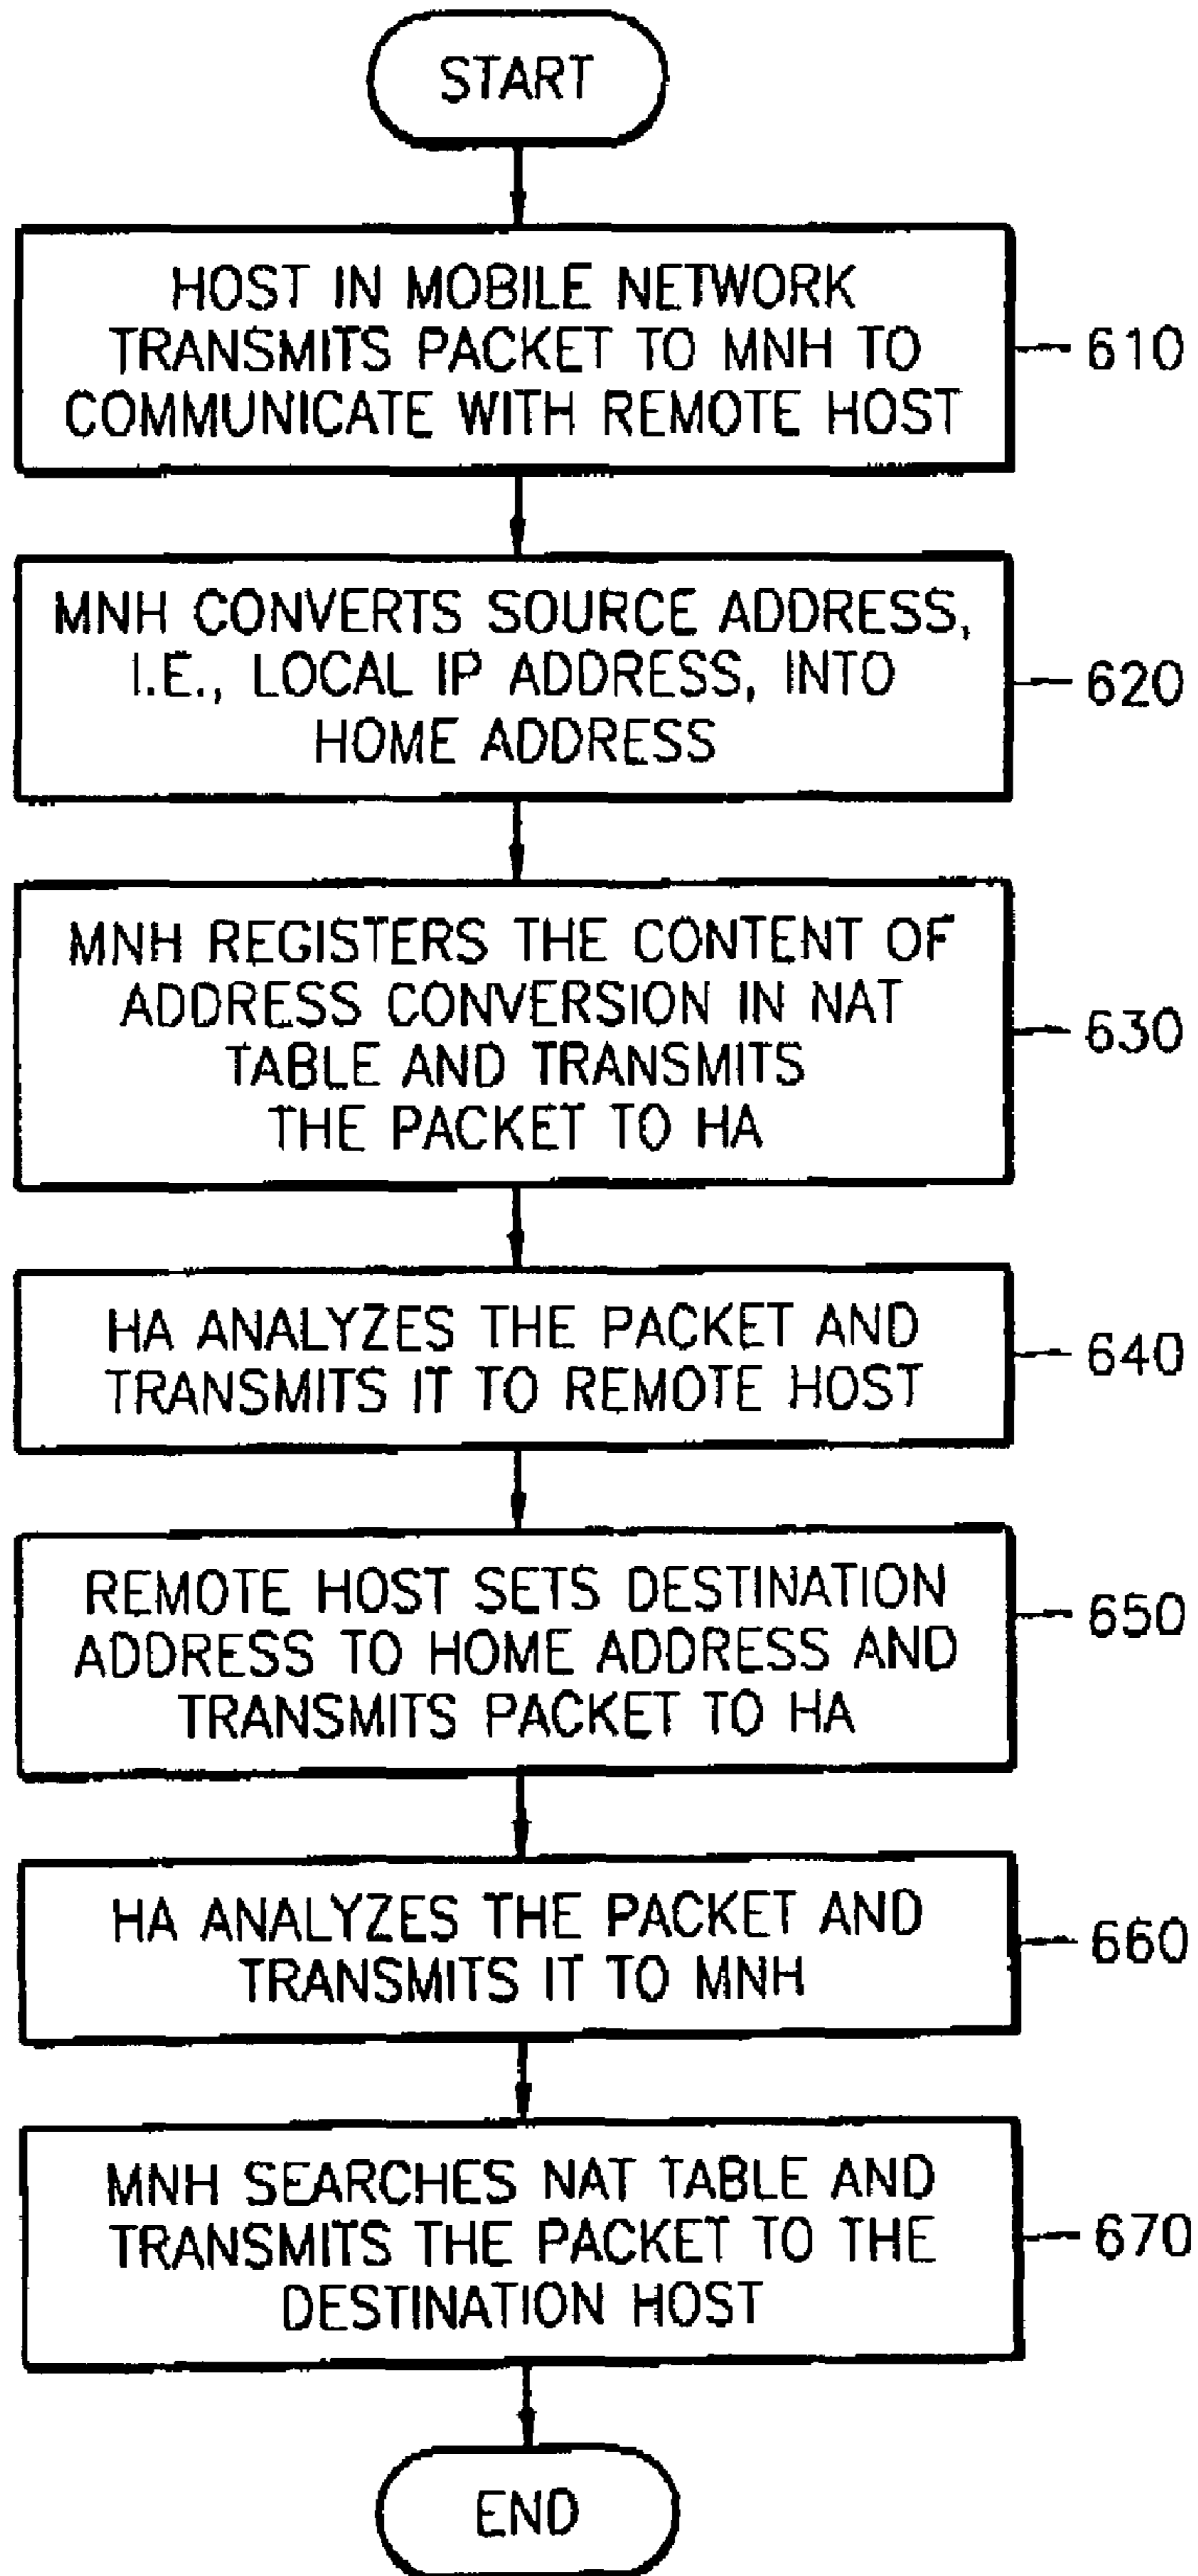 START
HOST IN MOBILE NETWORK
TRANSMITS PACKET TO MNH TO
COMMUNICATE WITH REMOTE HOST
610
MNH CONVERTS SOURCE ADDRESS,
I.E., LOCAL IP ADDRESS, INTO
HOME ADDRESS
620
MNH REGISTERS THE CONTENT OF
ADDRESS CONVERSION IN NAT
TABLE AND TRANSMITS
THE PACKET TO HA
630
HA ANALYZES THE PACKET AND
TRANSMITS IT TO REMOTE HOST
640
REMOTE HOST SETS DESTINATION
ADDRESS TO HOME ADDRESS AND
TRANSMITS PACKET TO HA
650
HA ANALYZES THE PACKET AND
TRANSMITS IT TO MNH
660
MNH SEARCHES NAT TABLE AND
TRANSMITS THE PACKET TO THE
DESTINATION HOST
670
END